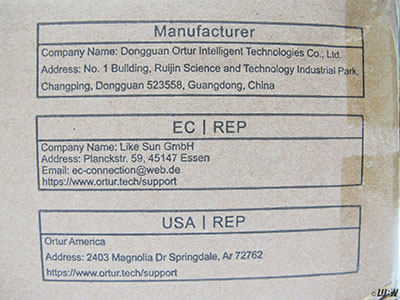 Manufacturer
Company Name: Dongguan Ortur Intelligent Technologies Co., Ltd.
Address: No. 1 Building, Ruijin Science and Technology Industrial Park,
Changping, Dongguan 523558, Guangdong, China
EC | REP
Company Name: Like Sun GmbH
Address: Planckstr. 59, 45147 Essen
Email: ec-connection@web.de
https://www.ortur.tech/support
USA | REP
Ortur America
Address: 2403 Magnolia Dr Springdale, Ar 72762
https://www.ortur.tech/support